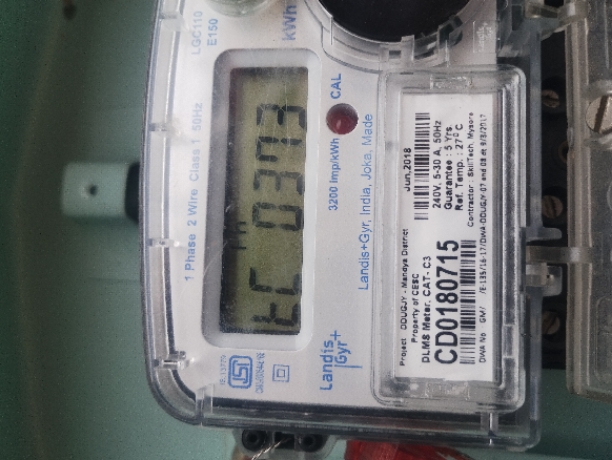 LGC110
E150
kWh
1 Phase 2 Wire Class 1 50Hz
CAL
3200 Imp/kWh
Landis+Gyr, India, Joka, Made
Landis
Gyr+
Jun,2018
240V, 5-30 A, 50Hz
Guarantee : 5 Yrs.
Ref. Temp. : 27°C
Contractor : SkillTech, Mysore
Project : DDUGJY - Mandya District
Property of CESC
DLMS Meter. CAT- C3
CD0180715